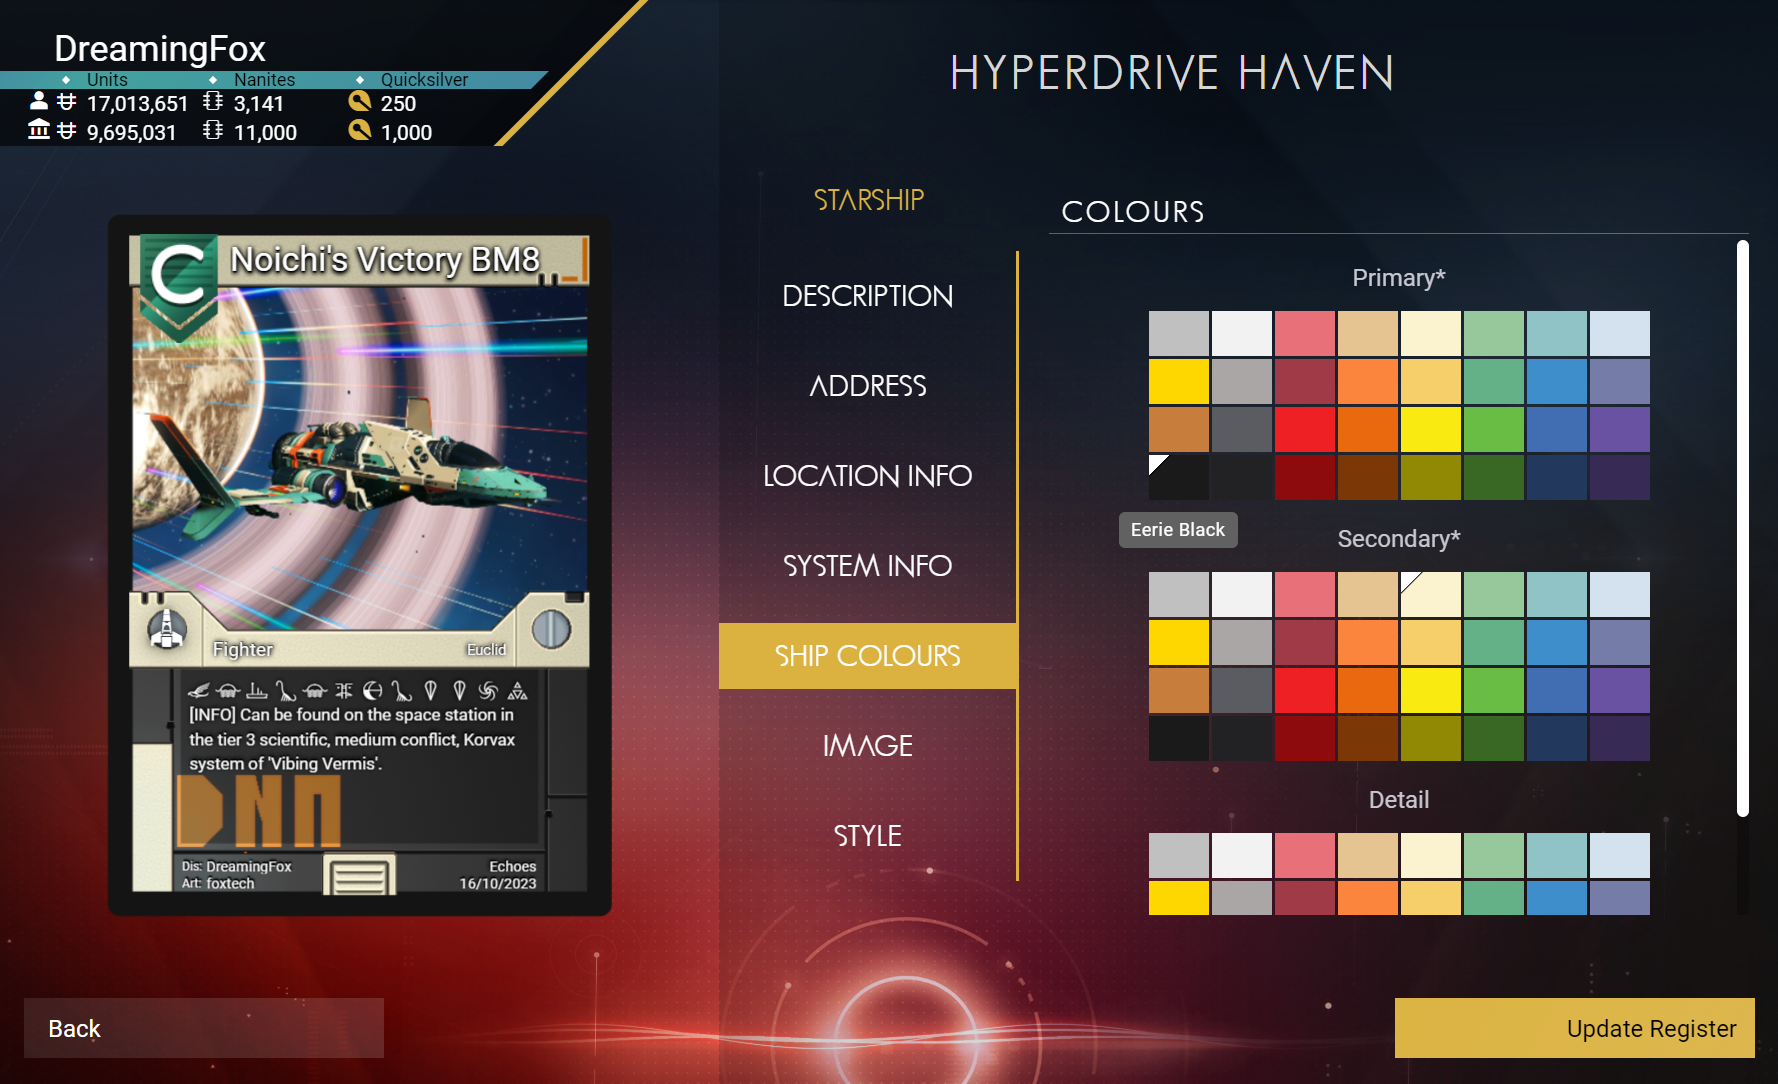 DreamingFox
Units Nanites Quicksilver
17,013,651 3,141 250
9,695,031 11,000 1,000
HYPERDRIVE HAVEN
C
Noichi's Victory BM8
Fighter Euclid
[INFO] Can be found on the space station in
the tier 3 scientific, medium conflict, Korvax
system of 'Vibing Vermis'.
Dis: DreamingFox
Art: foxtech
Echoes
16/10/2023
STARSHIP
DESCRIPTION
ADDRESS
LOCATION INFO
SYSTEM INFO
SHIP COLOURS
IMAGE
STYLE
COLOURS
Primary*
Eerie Black
Secondary*
Detail
Back
Update Register